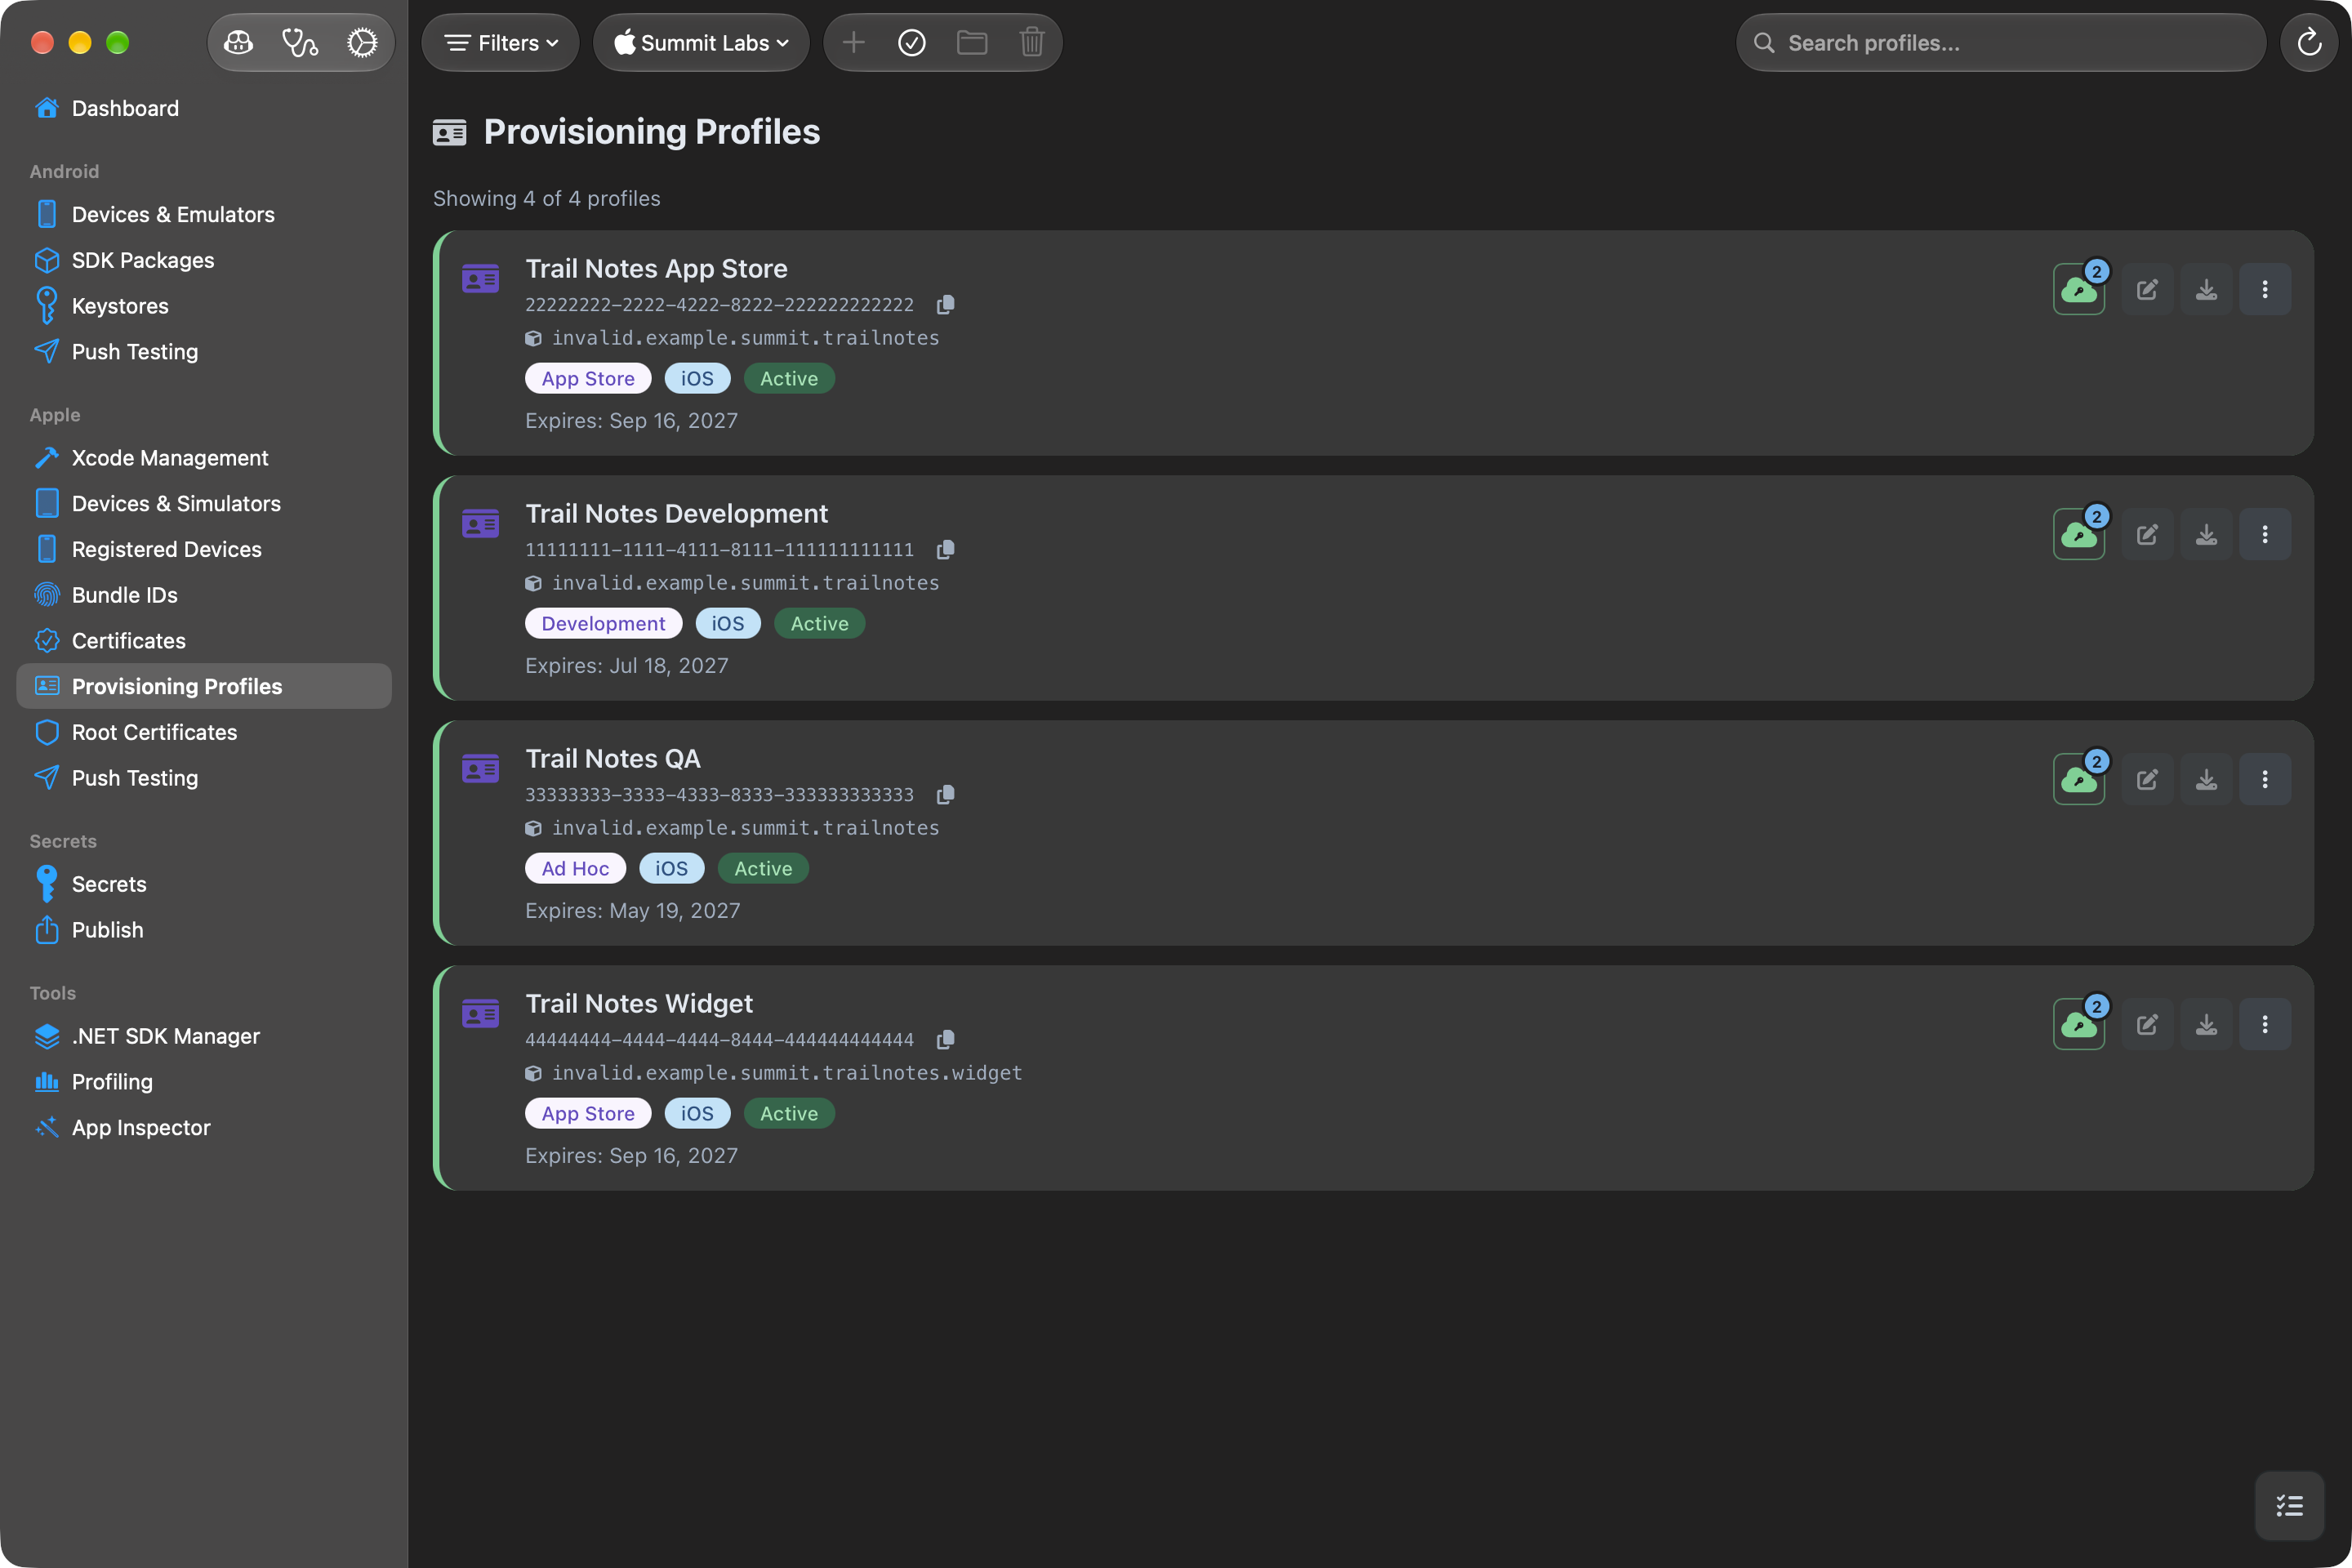 Filters
Summit Labs
Search profiles...
Dashboard
Android
Devices & Emulators
SDK Packages
Keystores
Push Testing
Apple
Xcode Management
Devices & Simulators
Registered Devices
Bundle IDs
Certificates
Provisioning Profiles
Root Certificates
Push Testing
Secrets
Secrets
Publish
Tools
.NET SDK Manager
Profiling
App Inspector
Provisioning Profiles
Showing 4 of 4 profiles
Trail Notes App Store
22222222-2222-4222-8222-222222222222
invalid.example.summit.trailnotes
App Store iOS Active
Expires: Sep 16, 2027
2
Trail Notes Development
11111111-1111-4111-8111-111111111111
invalid.example.summit.trailnotes
Development iOS Active
Expires: Jul 18, 2027
2
Trail Notes QA
33333333-3333-4333-8333-333333333333
invalid.example.summit.trailnotes
Ad Hoc iOS Active
Expires: May 19, 2027
2
Trail Notes Widget
44444444-4444-4444-8444-444444444444
invalid.example.summit.trailnotes.widget
App Store iOS Active
Expires: Sep 16, 2027
2